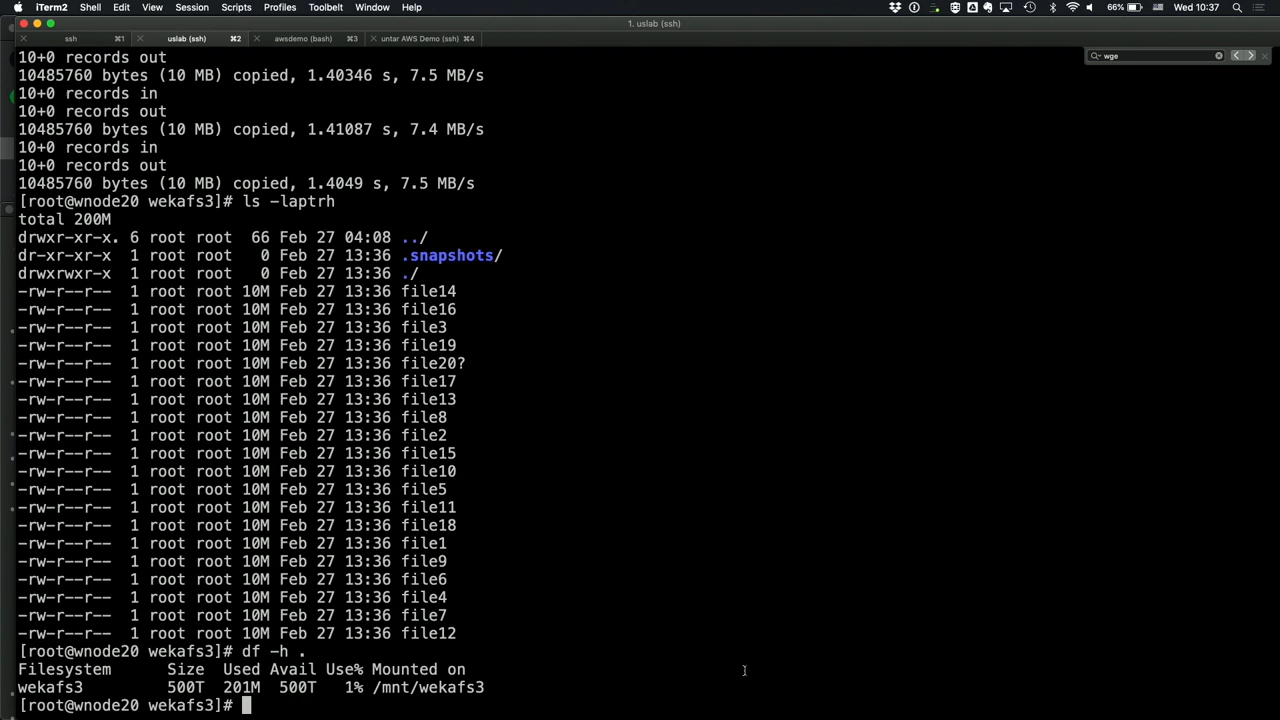 iTerm2 Shell Edit View Session Scripts Profiles Toolbelt Window Help 66% Wed 10:37
1. uslab (ssh)
ssh ⌘1 uslab (ssh) ⌘2 awsdemo (bash) ⌘3 untar AWS Demo (ssh) ⌘4
wge
10+0 records out
10485760 bytes (10 MB) copied, 1.40346 s, 7.5 MB/s
10+0 records in
10+0 records out
10485760 bytes (10 MB) copied, 1.41087 s, 7.4 MB/s
10+0 records in
10+0 records out
10485760 bytes (10 MB) copied, 1.4049 s, 7.5 MB/s
[root@wnode20 wekafs3]# ls -laptrh
total 200M
drwxr-xr-x. 6 root root 66 Feb 27 04:08 ../
dr-xr-xr-x 1 root root 0 Feb 27 13:36 .snapshots/
drwxrwxr-x 1 root root 0 Feb 27 13:36 ./
-rw-r--r-- 1 root root 10M Feb 27 13:36 file14
-rw-r--r-- 1 root root 10M Feb 27 13:36 file16
-rw-r--r-- 1 root root 10M Feb 27 13:36 file3
-rw-r--r-- 1 root root 10M Feb 27 13:36 file19
-rw-r--r-- 1 root root 10M Feb 27 13:36 file20?
-rw-r--r-- 1 root root 10M Feb 27 13:36 file17
-rw-r--r-- 1 root root 10M Feb 27 13:36 file13
-rw-r--r-- 1 root root 10M Feb 27 13:36 file8
-rw-r--r-- 1 root root 10M Feb 27 13:36 file2
-rw-r--r-- 1 root root 10M Feb 27 13:36 file15
-rw-r--r-- 1 root root 10M Feb 27 13:36 file10
-rw-r--r-- 1 root root 10M Feb 27 13:36 file5
-rw-r--r-- 1 root root 10M Feb 27 13:36 file11
-rw-r--r-- 1 root root 10M Feb 27 13:36 file18
-rw-r--r-- 1 root root 10M Feb 27 13:36 file1
-rw-r--r-- 1 root root 10M Feb 27 13:36 file9
-rw-r--r-- 1 root root 10M Feb 27 13:36 file6
-rw-r--r-- 1 root root 10M Feb 27 13:36 file4
-rw-r--r-- 1 root root 10M Feb 27 13:36 file7
-rw-r--r-- 1 root root 10M Feb 27 13:36 file12
[root@wnode20 wekafs3]# df -h .
Filesystem Size Used Avail Use% Mounted on
wekafs3 500T 201M 500T 1% /mnt/wekafs3
[root@wnode20 wekafs3]#